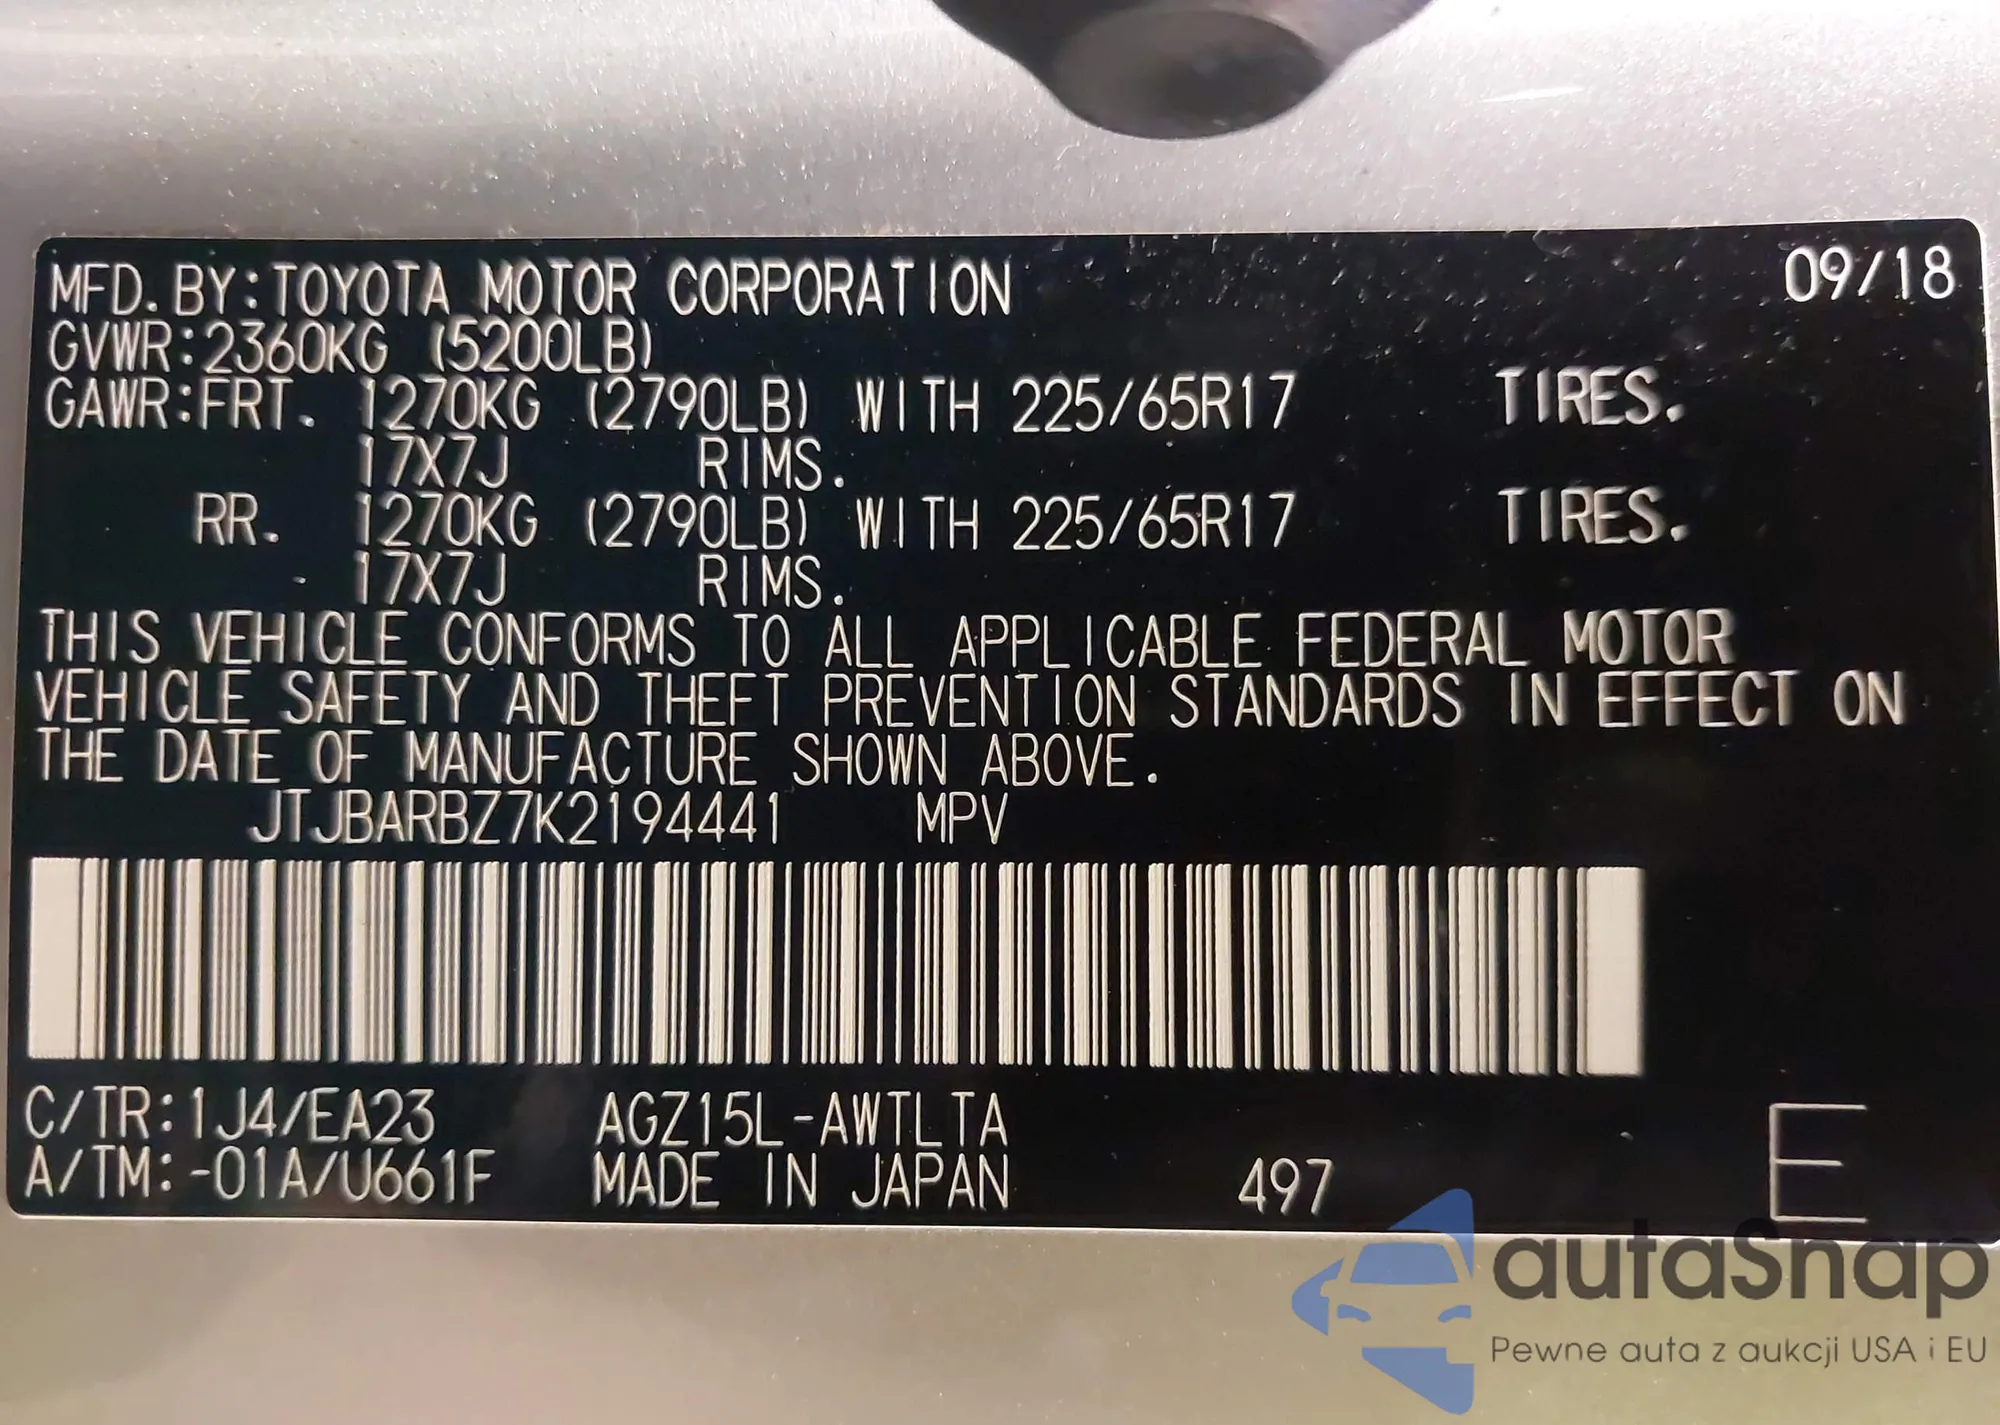 MFD.BY:TOYOTA MOTOR CORPORATION 09/18
GVWR:2360KG (5200LB)
GAWR:FRT. 1270KG (2790LB) WITH 225/65R17 TIRES.
17X7J RIMS.
RR. 1270KG (2790LB) WITH 225/65R17 TIRES.
17X7J RIMS.
THIS VEHICLE CONFORMS TO ALL APPLICABLE FEDERAL MOTOR
VEHICLE SAFETY AND THEFT PREVENTION STANDARDS IN EFFECT ON
THE DATE OF MANUFACTURE SHOWN ABOVE.
JTJBARBZ7K2194441 MPV
C/TR:1J4/EA23 AGZ15L-AWTLTA
A/TM:-01A/U661F MADE IN JAPAN 497 E
autaSnap
Pewne auta z aukcji USA i EU